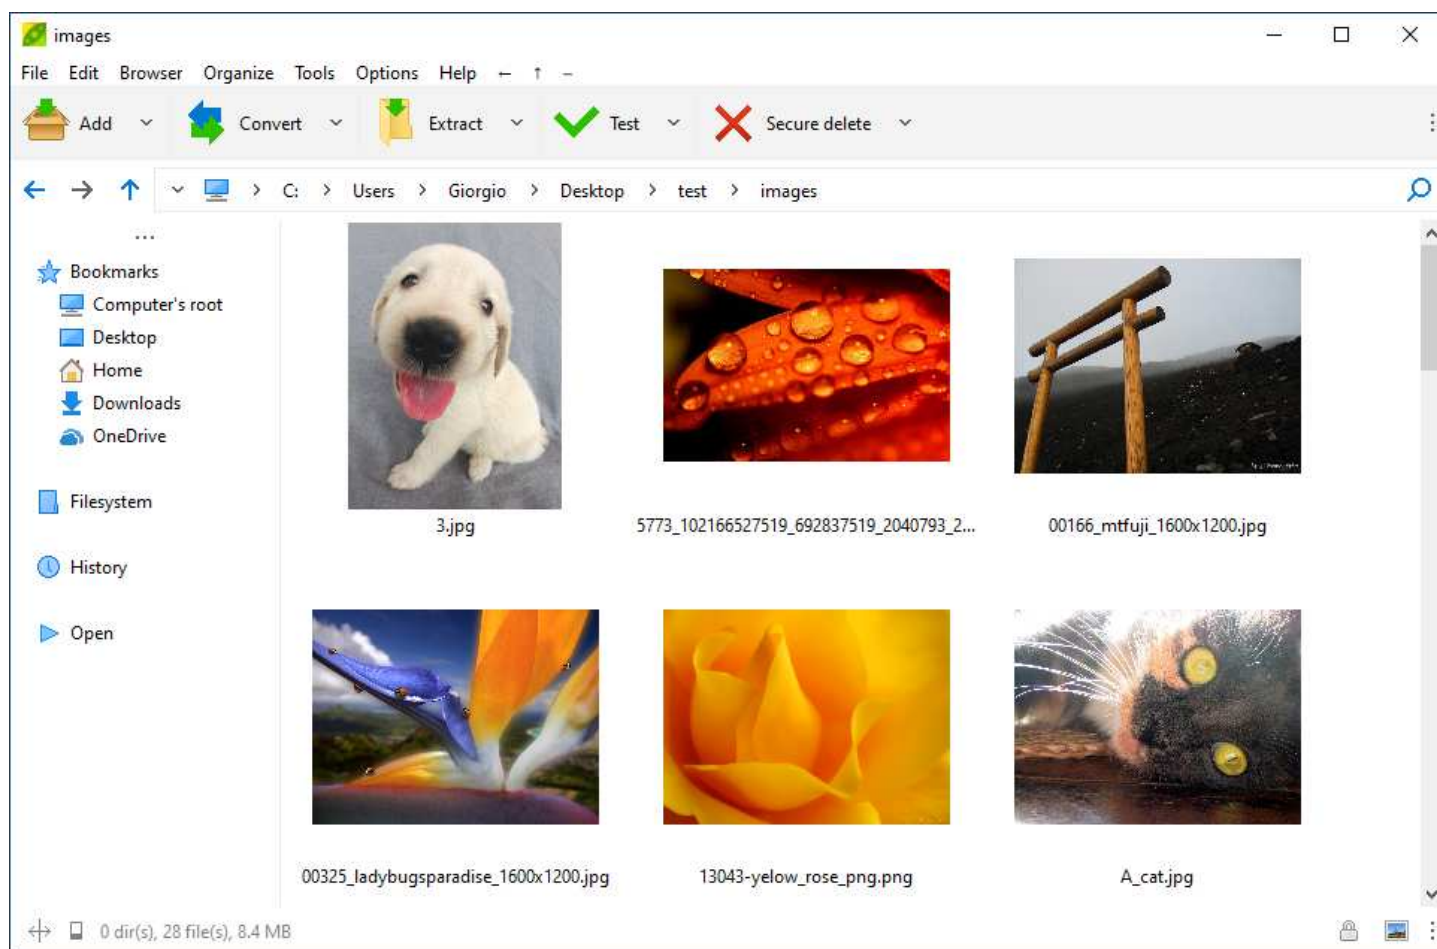 images
File Edit Browser Organize Tools Options Help
Add Convert Extract Test Secure delete
C: Users Giorgio Desktop test images
...
Bookmarks
Computer's root
Desktop
Home
Downloads
OneDrive
Filesystem
History
Open
3.jpg 5773_102166527519_692837519_2040793_2... 00166_mtfuji_1600x1200.jpg
00325_ladybugsparadise_1600x1200.jpg 13043-yelow_rose_png.png A_cat.jpg
0 dir(s), 28 file(s), 8.4 MB